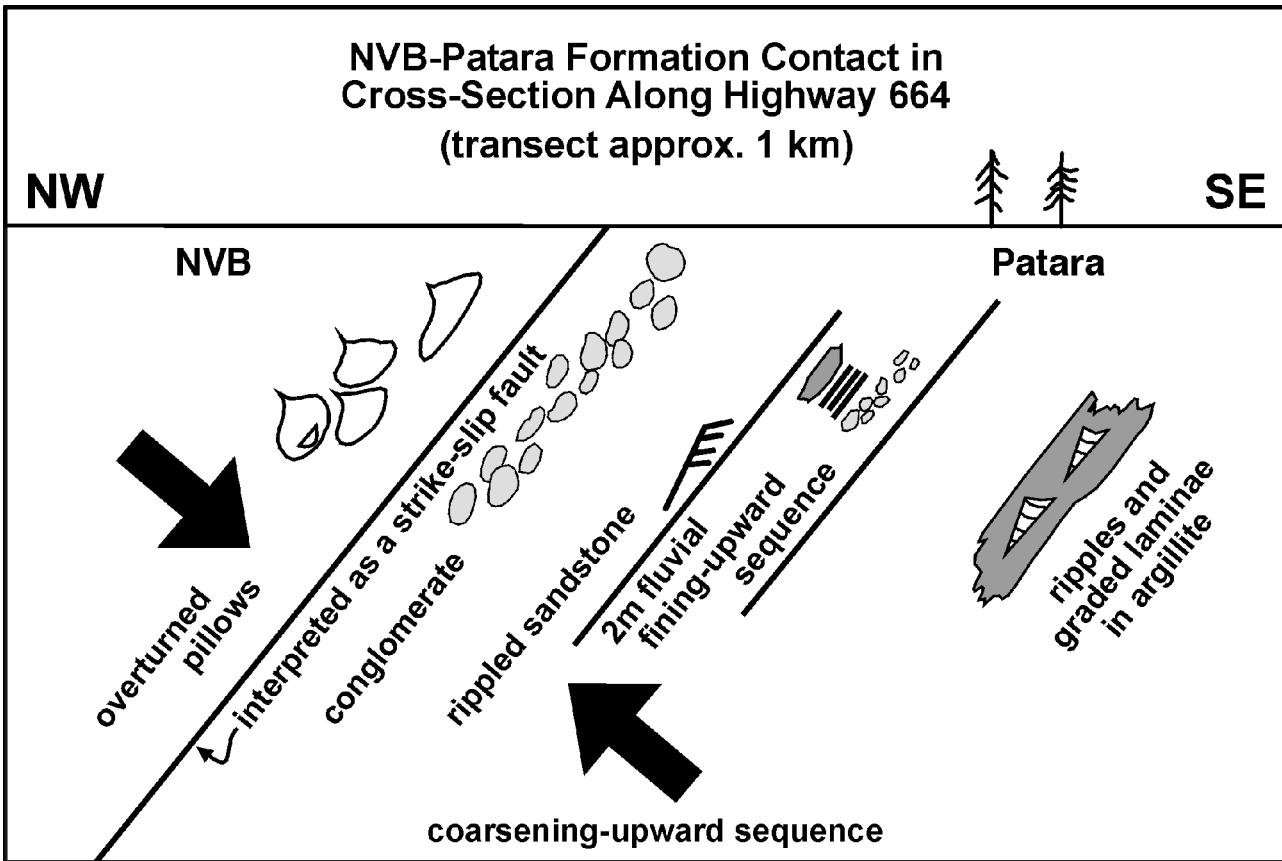 NVB-Patara Formation Contact in
Cross-Section Along Highway 664
(transect approx. 1 km)
NW
SE
NVB
Patara
overturned
pillows
interpreted as a strike-slip fault
conglomerate
rippled sandstone
2m fluvial
fining-upward
sequence
ripples and
graded laminae
in argillite
coarsening-upward sequence